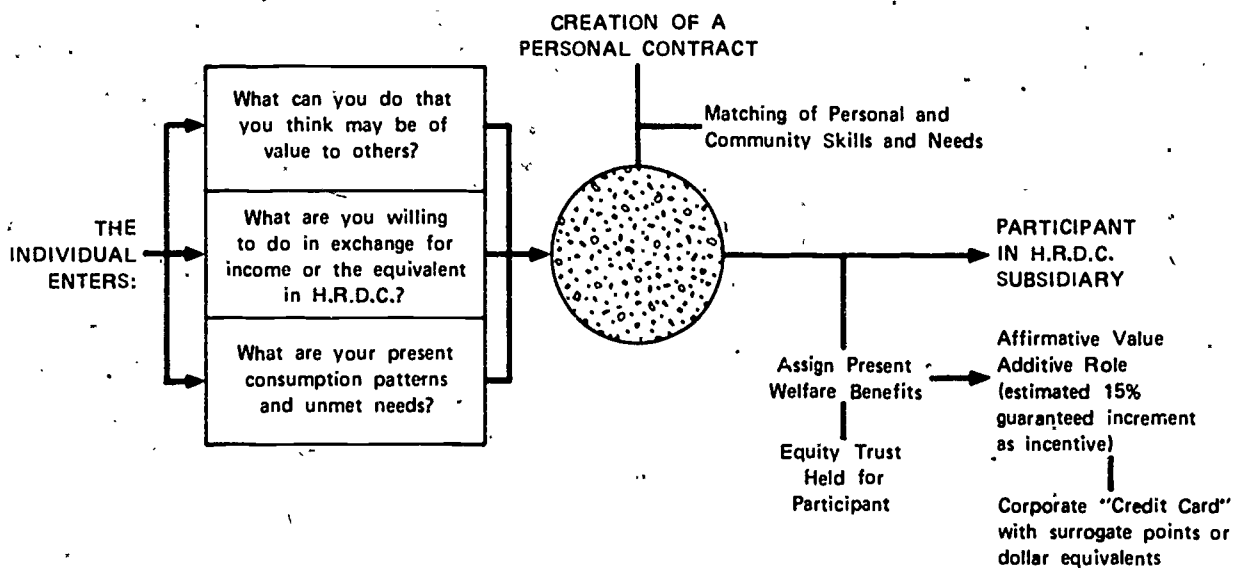 CREATION OF A
PERSONAL CONTRACT
Matching of Personal and
Community Skills and Needs
THE
INDIVIDUAL
ENTERS:
What can you do that
you think may be of
value to others?
What are you willing
to do in exchange for
income or the equivalent
in H.R.D.C.?
What are your present
consumption patterns
and unmet needs?
PARTICIPANT
IN H.R.D.C.
SUBSIDIARY
Assign Present
Welfare Benefits
Equity Trust
Held for
Participant
Affirmative Value
Additive Role
(estimated 15%
guaranteed increment
as incentive)
Corporate "Credit Card"
with surrogate points or
dollar equivalents